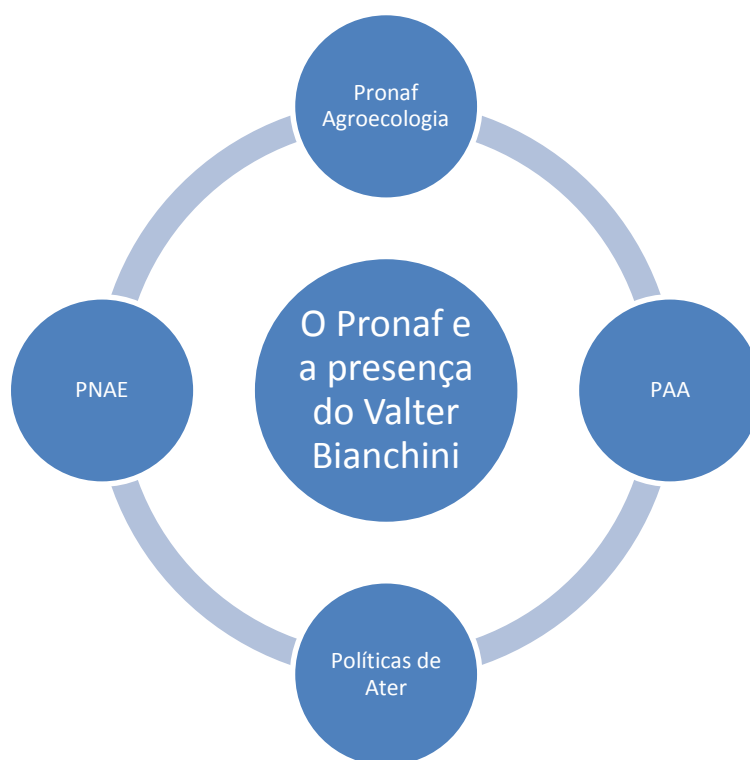 Pronaf
Agroecologia
O Pronaf e
a presença
do Valter
Bianchini
PNAE
PAA
Políticas de
Ater